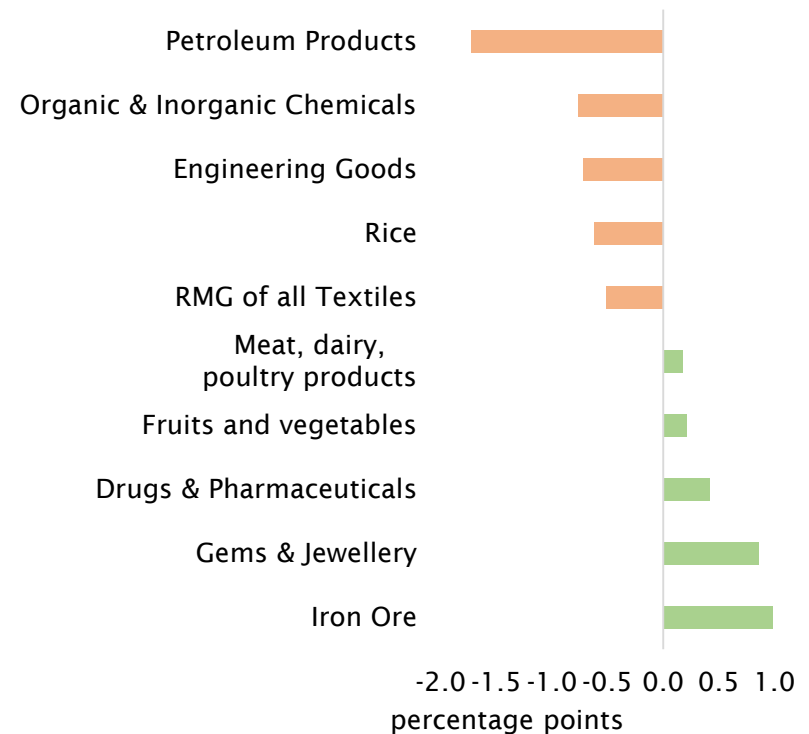 Petroleum Products
Organic & Inorganic Chemicals
Engineering Goods
Rice
RMG of all Textiles
Meat, dairy,
poultry products
Fruits and vegetables
Drugs & Pharmaceuticals
Gems & Jewellery
Iron Ore
-2.0 -1.5 -1.0 -0.5 0.0 0.5 1.0
percentage points